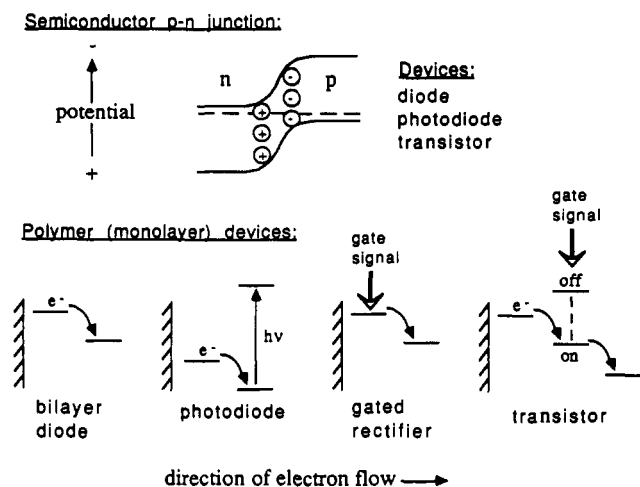 Semiconductor p-n junction:
-
n
p
potential
+
+
+
+
-
-
-
Devices:
diode
photodiode
transistor
Polymer (monolayer) devices:
gate
signal
gate
signal
off
e-
e-
hν
e-
on
bilayer
diode
photodiode
gated
rectifier
transistor
direction of electron flow